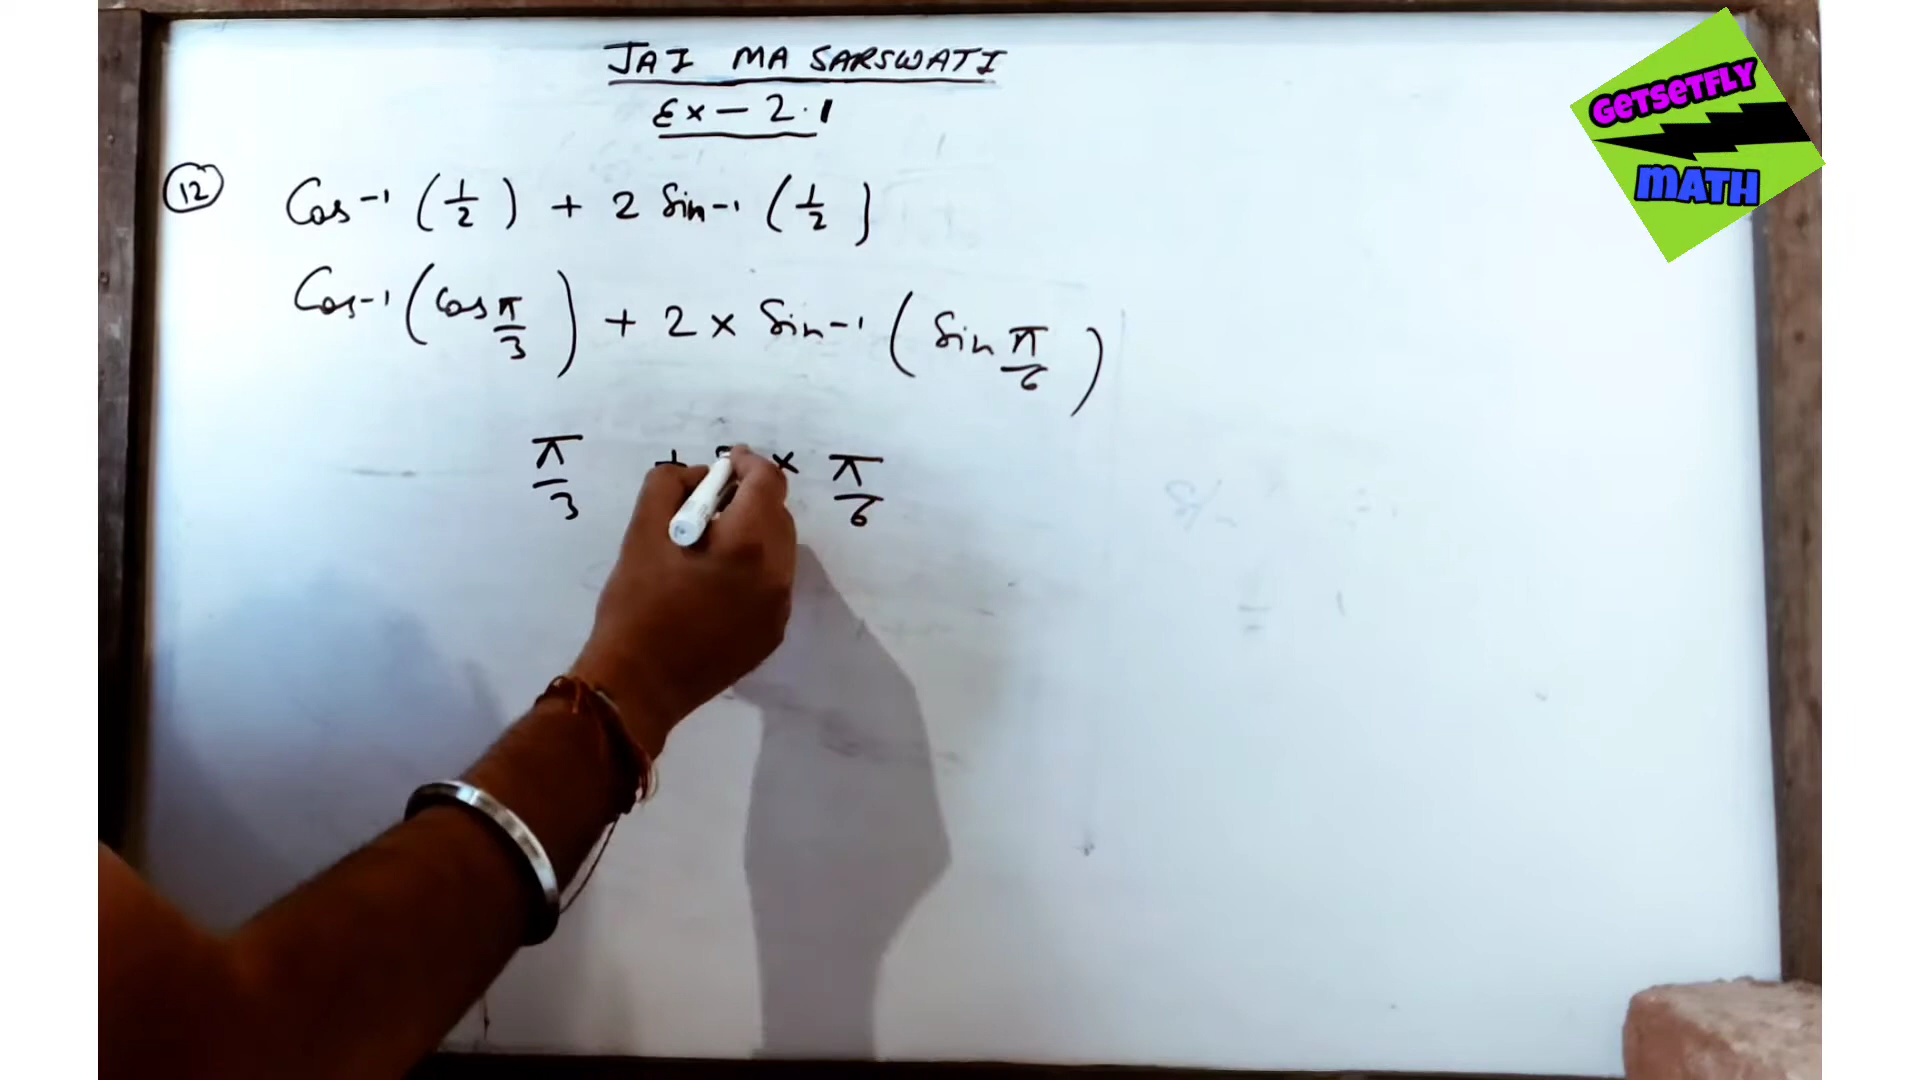 JAI MA SARSWATI
Ex - 2.1
GETSETFLY
MATH
12 Cos⁻¹ (1/2) + 2 Sin⁻¹ (1/2)
Cos⁻¹ (Cos π/3) + 2 × Sin⁻¹ (Sin π/6)
π/3 + × π/6